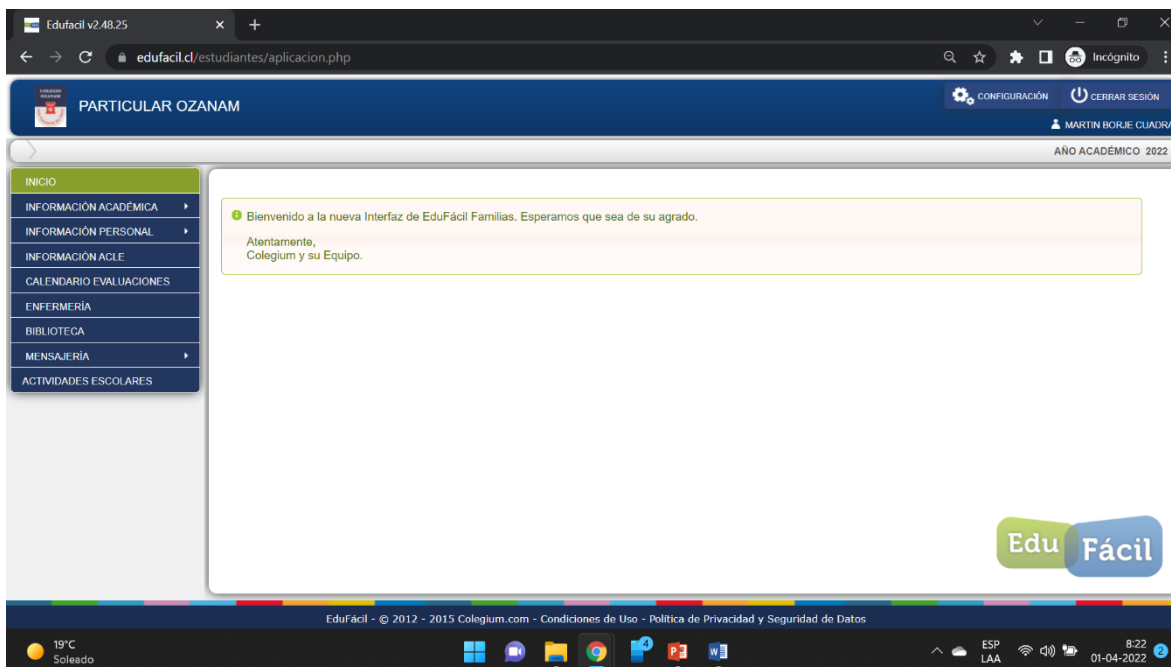 Edufacil v2.48.25
edufacil.cl/estudiantes/aplicacion.php
Incógnito
COLEGIO
OZANAM
PARTICULAR OZANAM
CONFIGURACIÓN
CERRAR SESIÓN
MARTIN BORJE CUADRA
AÑO ACADÉMICO 2022
INICIO
INFORMACIÓN ACADÉMICA
INFORMACIÓN PERSONAL
INFORMACIÓN ACLE
CALENDARIO EVALUACIONES
ENFERMERÍA
BIBLIOTECA
MENSAJERÍA
ACTIVIDADES ESCOLARES
Bienvenido a la nueva Interfaz de EduFácil Familias. Esperamos que sea de su agrado.
Atentamente,
Colegium y su Equipo.
Edu Fácil
EduFácil - © 2012 - 2015 Colegium.com - Condiciones de Uso - Política de Privacidad y Seguridad de Datos
19°C
Soleado
4
ESP
LAA
8:22
01-04-2022
2